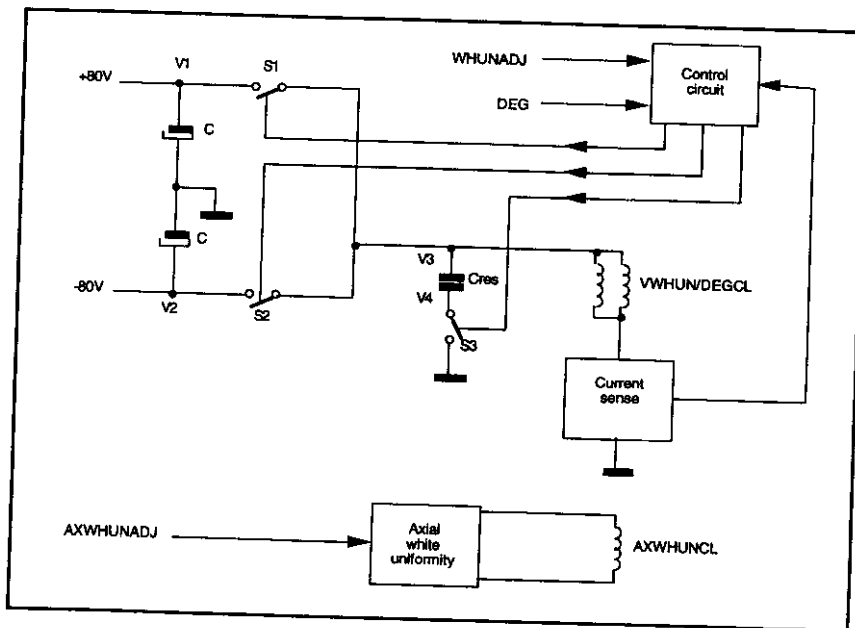 V1
S1
+80V
WHUNADJ
DEG
Control
circuit
C
C
-80V
V2
S2
V3
Cres
V4
S3
VWHUN/DEGCL
Current
sense
AXWHUNADJ
Axial
white
uniformity
AXWHUNCL